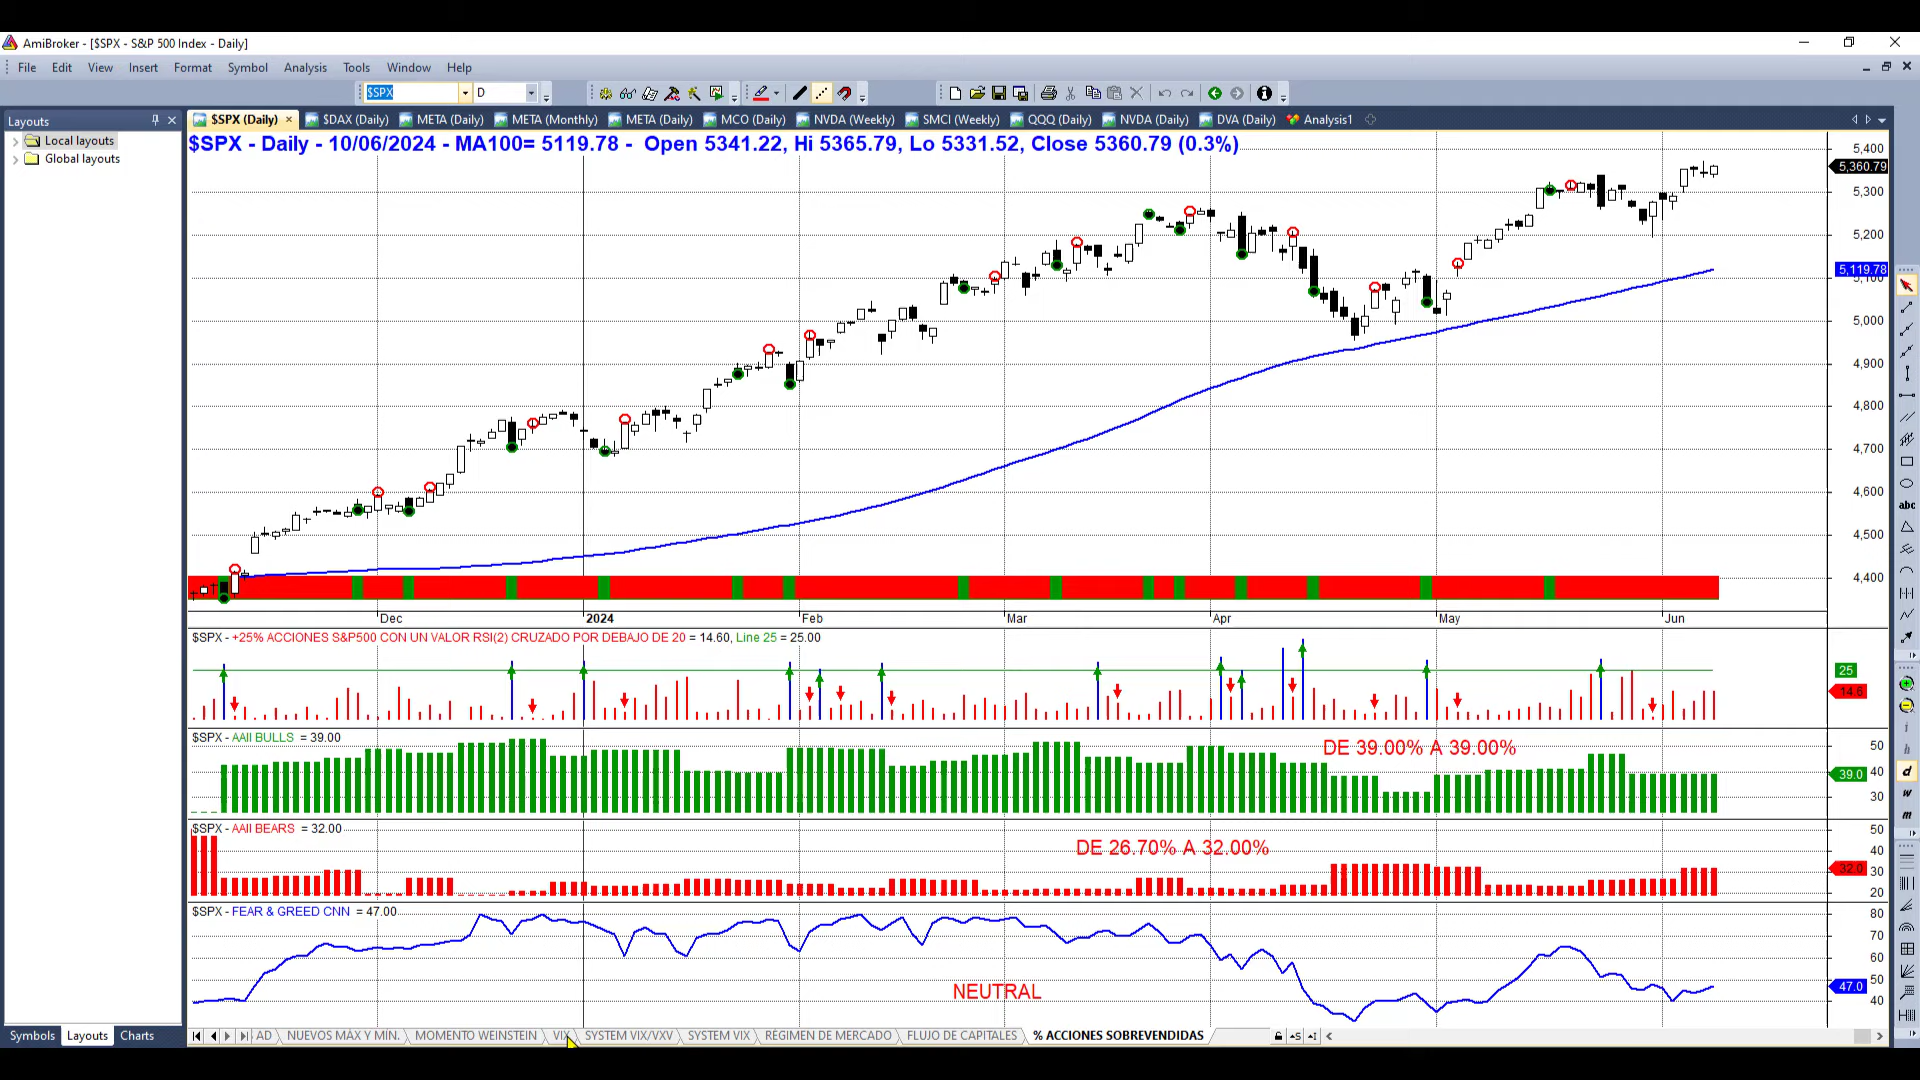 AmiBroker - [$SPX - S&P 500 Index - Daily]
File Edit View Insert Format Symbol Analysis Tools Window Help
$SPX D
Layouts
Local layouts
Global layouts
$SPX (Daily) $DAX (Daily) META (Daily) META (Monthly) META (Daily) MCO (Daily) NVDA (Weekly) SMCI (Weekly) QQQ (Daily) NVDA (Daily) DVA (Daily) Analysis1
$SPX - Daily - 10/06/2024 - MA100= 5119.78 - Open 5341.22, Hi 5365.79, Lo 5331.52, Close 5360.79 (0.3%)
5,400
5,360.79
5,300
5,200
5,119.78
5,000
4,900
4,800
4,700
4,600
4,500
4,400
Dec 2024 Feb Mar Apr May Jun
$SPX - +25% ACCIONES S&P500 CON UN VALOR RSI(2) CRUZADO POR DEBAJO DE 20 = 14.60, Line 25 = 25.00
25
14.6
$SPX - AAII BULLS = 39.00
DE 39.00% A 39.00%
50
40
39.0
30
$SPX - AAII BEARS = 32.00
DE 26.70% A 32.00%
50
40
32.0
30
20
$SPX - FEAR & GREED CNN = 47.00
NEUTRAL
80
70
60
50
47.0
40
abc
i
h
d
w
m
Symbols Layouts Charts
AD NUEVOS MAX Y MIN. MOMENTO WEINSTEIN VIX SYSTEM VIX/VXV SYSTEM VIX RÉGIMEN DE MERCADO FLUJO DE CAPITALES % ACCIONES SOBREVENDIDAS